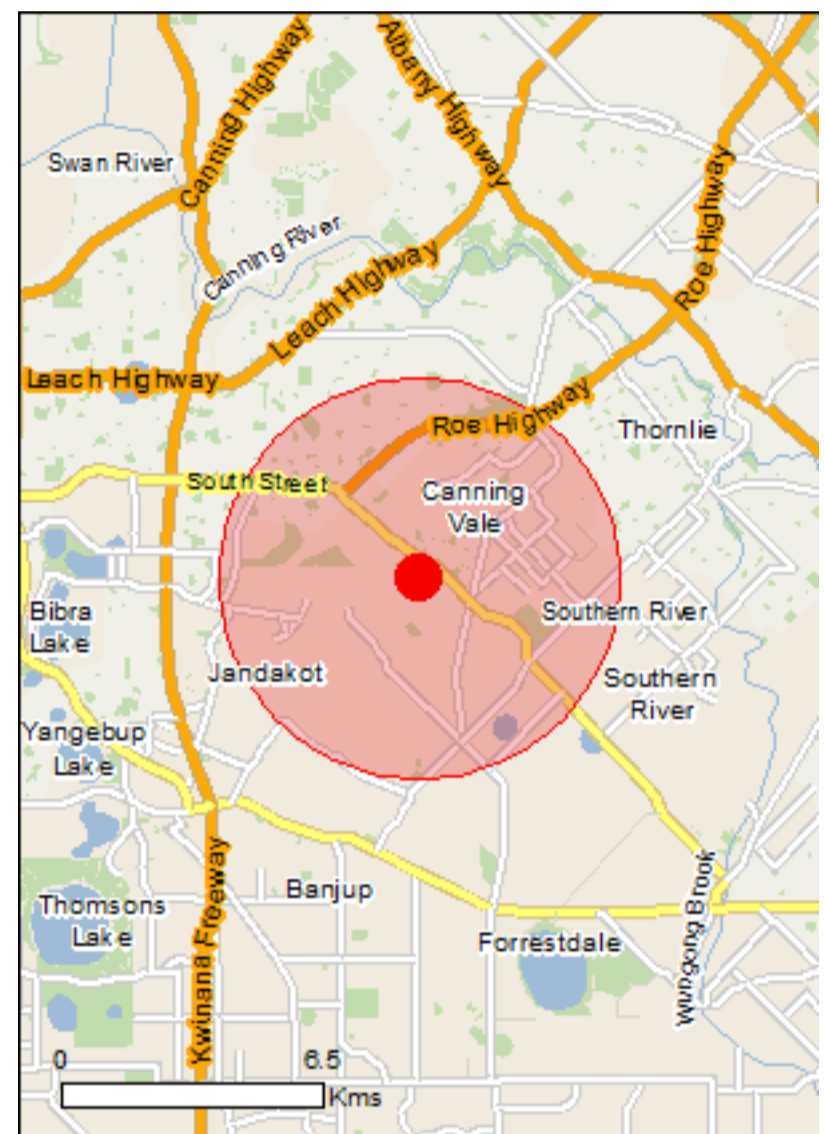 Canning Highway
Albany Highway
Swan River
Roe Highway
Canning River
Leach Highway
Leach Highway
Roe Highway
Thornlie
South Street
Canning
Vale
Bibra
Lake
Southern River
Jandakot
Southern
River
Yangebup
Lake
Banjup
Thomsons
Lake
Kwinana Freeway
Forrestdale
Wungong Brook
0 6.5
Kms